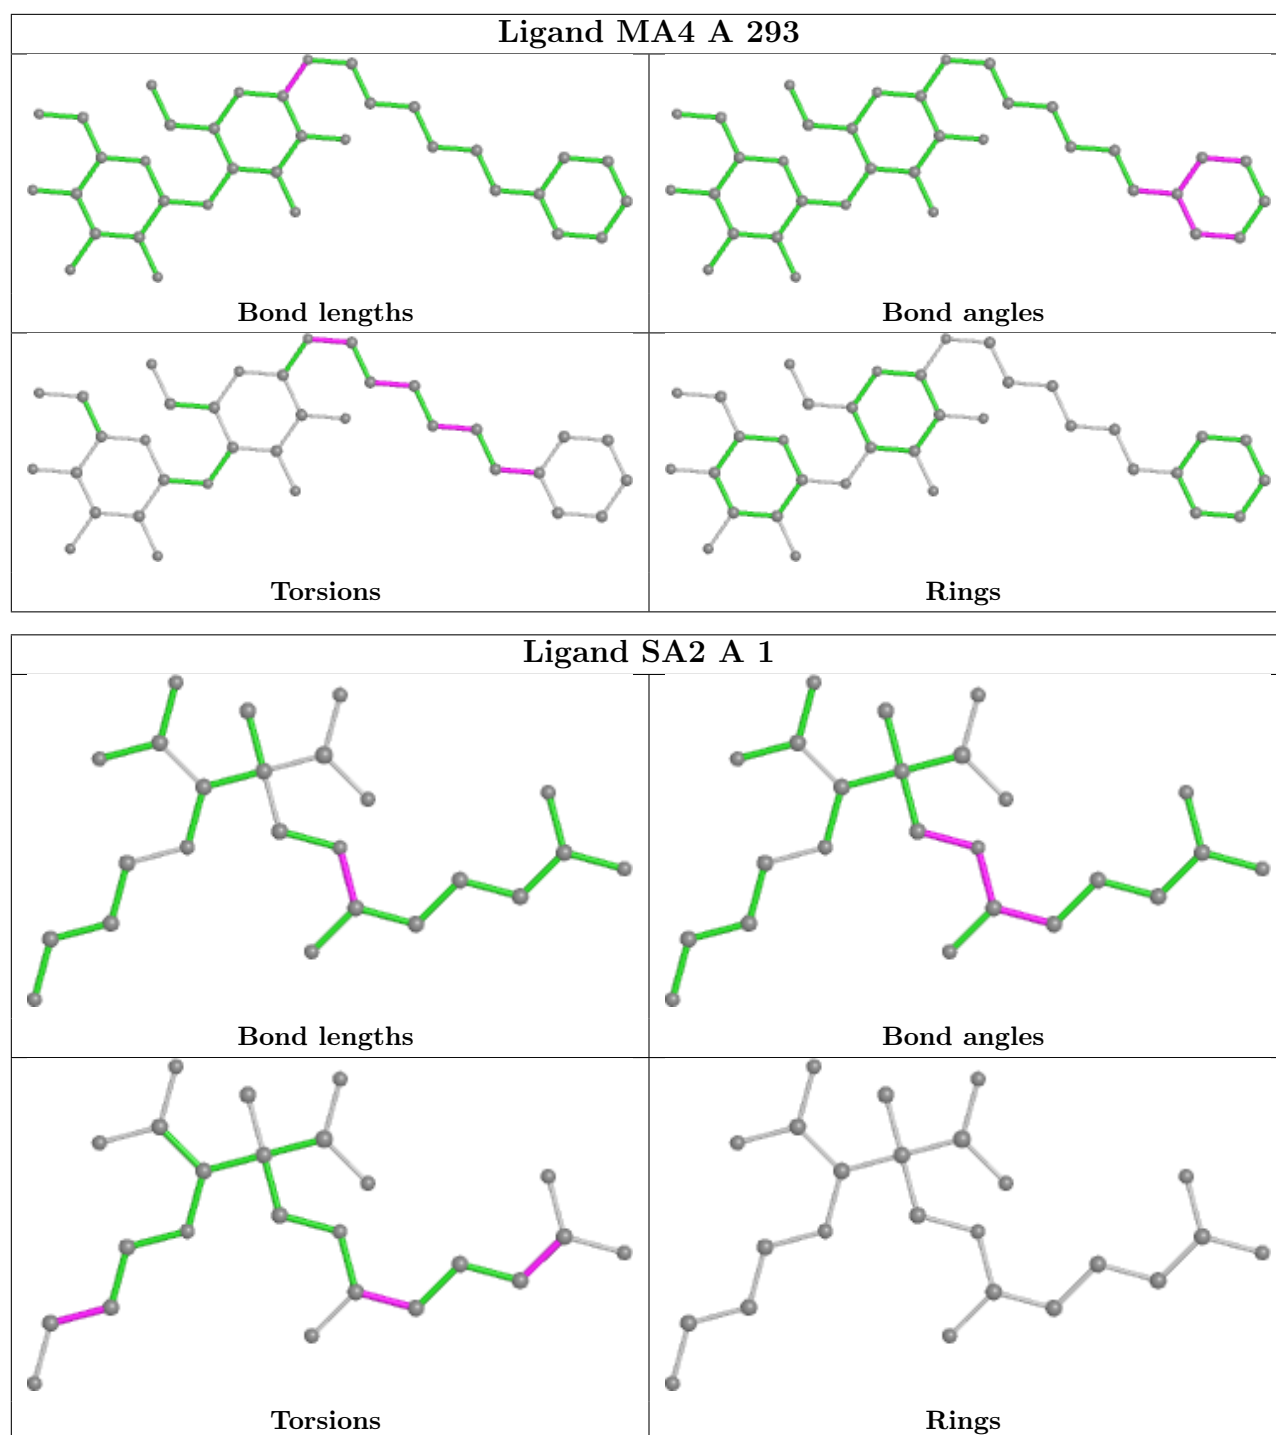 Ligand MA4 A 293
Bond lengths
Bond angles
Torsions
Rings
Ligand SA2 A 1
Bond lengths
Bond angles
Torsions
Rings